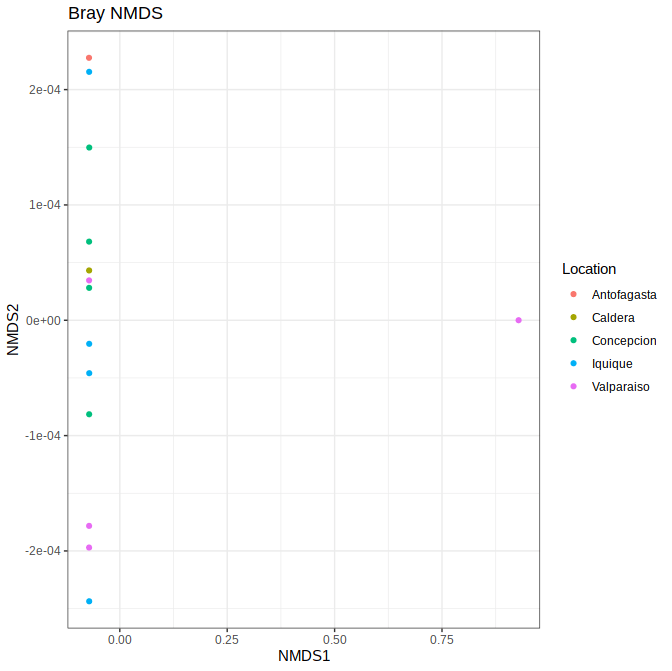 Bray NMDS
2e-04
1e-04
0e+00
-1e-04
-2e-04
NMDS2
0.00 0.25 0.50 0.75
NMDS1
Location
Antofagasta
Caldera
Concepcion
Iquique
Valparaiso